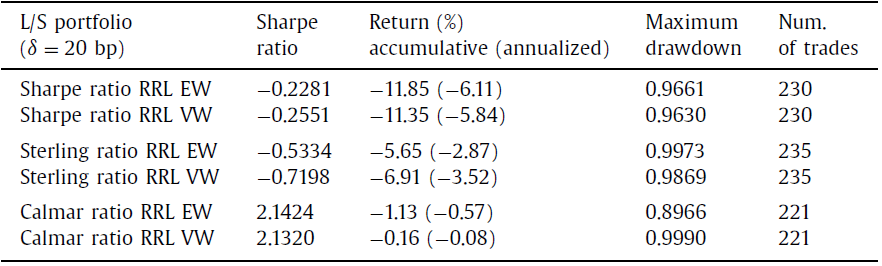 L/S portfolio Sharpe Return (%) Maximum Num.
(δ = 20 bp) ratio accumulative (annualized) drawdown of trades
Sharpe ratio RRL EW −0.2281 −11.85 (−6.11) 0.9661 230
Sharpe ratio RRL VW −0.2551 −11.35 (−5.84) 0.9630 230
Sterling ratio RRL EW −0.5334 −5.65 (−2.87) 0.9973 235
Sterling ratio RRL VW −0.7198 −6.91 (−3.52) 0.9869 235
Calmar ratio RRL EW 2.1424 −1.13 (−0.57) 0.8966 221
Calmar ratio RRL VW 2.1320 −0.16 (−0.08) 0.9990 221